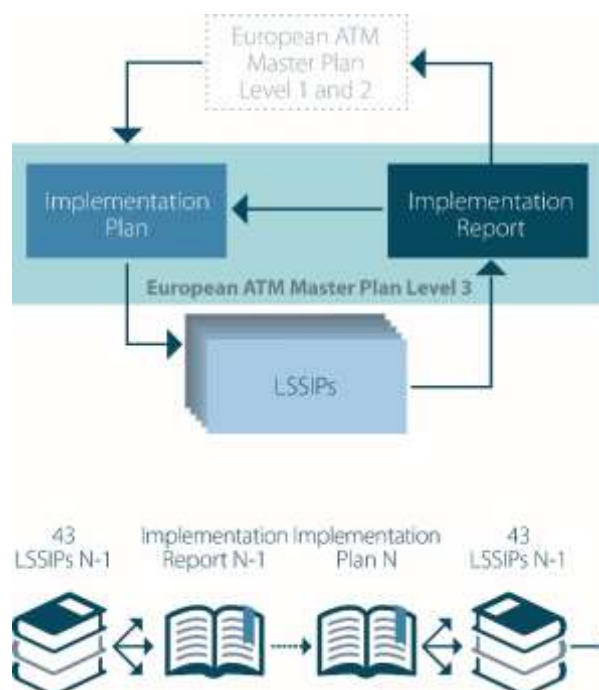 European ATM
Master Plan
Level 1 and 2
Implementation
Plan
Implementation
Report
European ATM Master Plan Level 3
LSSIPs
43
LSSIPs N-1
Implementation
Report N-1
Implementation
Plan N
43
LSSIPs N-1